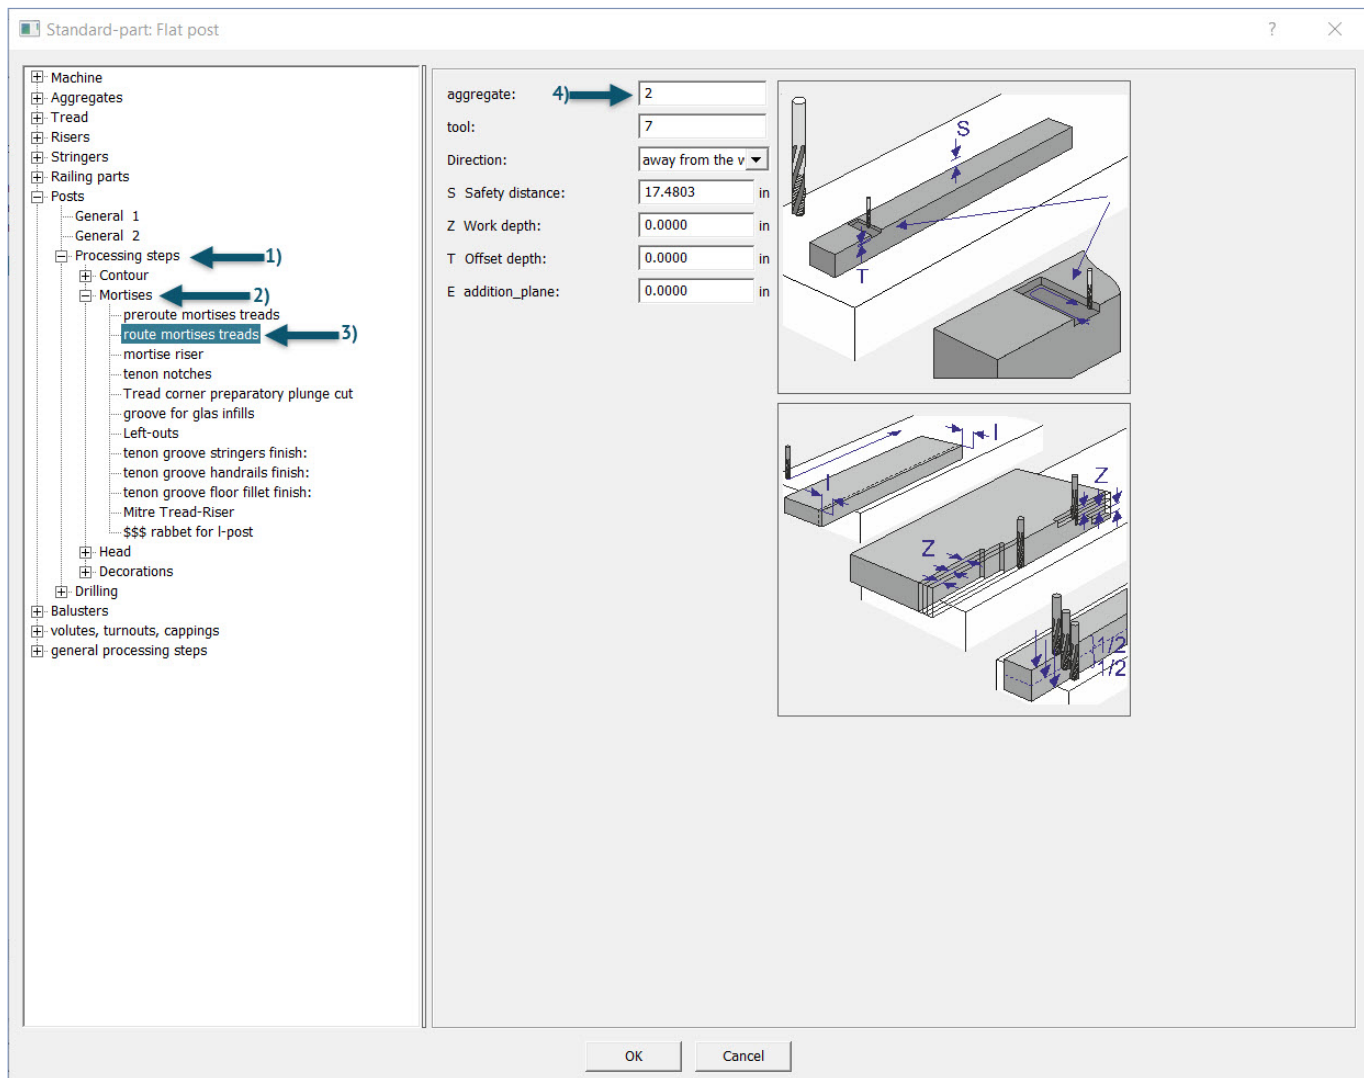 Standard-part: Flat post
?
Machine
Aggregates
Tread
Risers
Stringers
Railing parts
Posts
General 1
General 2
Processing steps 1)
Contour
Mortises 2)
preroute mortises treads
route mortises treads 3)
mortise riser
tenon notches
Tread corner preparatory plunge cut
groove for glas infills
Left-outs
tenon groove stringers finish:
tenon groove handrails finish:
tenon groove floor fillet finish:
Mitre Tread-Riser
$$$ rabbet for l-post
Head
Decorations
Drilling
Balusters
volutes, turnouts, cappings
general processing steps
aggregate: 4) 2
tool: 7
Direction: away from the v
S Safety distance: 17.4803 in
Z Work depth: 0.0000 in
T Offset depth: 0.0000 in
E addition_plane: 0.0000 in
S
T
I
I
Z
Z
1/2
1/2
OK Cancel